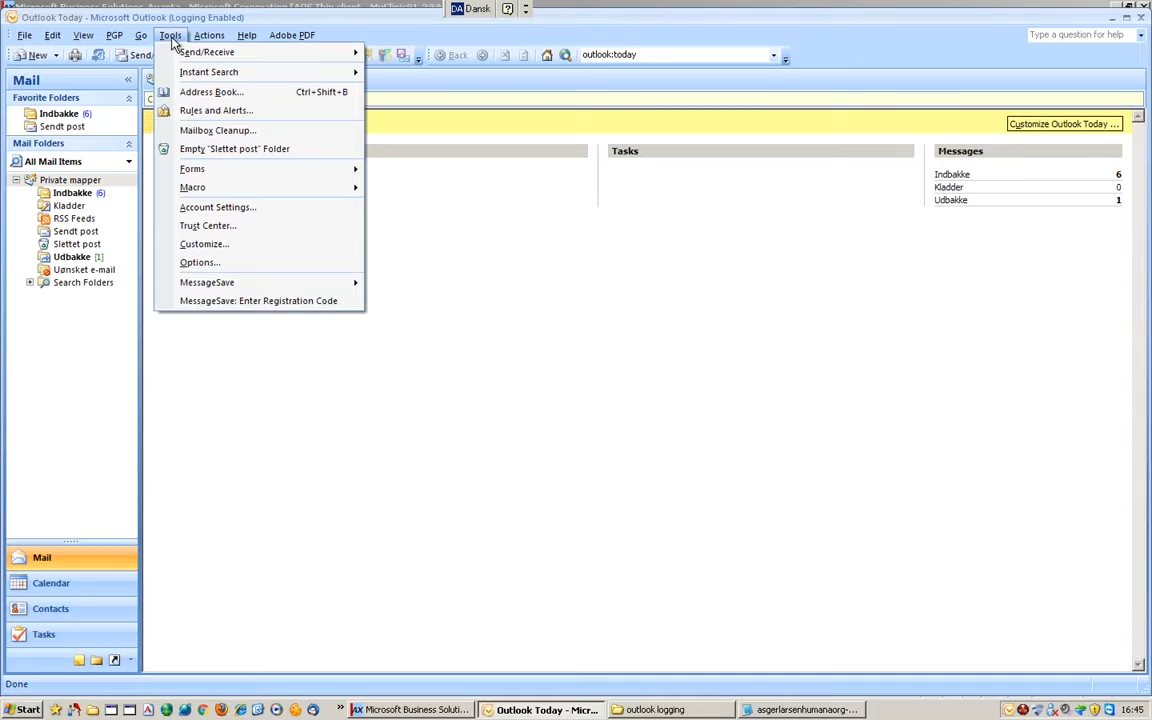 Outlook Today - Microsoft Outlook (Logging Enabled)
DA Dansk
File Edit View PGP Go Tools Actions Help Adobe PDF
Type a question for help
New
Send/
Back
outlook:today
Send/Receive
Instant Search
Address Book... Ctrl+Shift+B
Rules and Alerts...
Mailbox Cleanup...
Empty "Slettet post" Folder
Forms
Macro
Account Settings...
Trust Center...
Customize...
Options...
MessageSave
MessageSave: Enter Registration Code
Mail
Favorite Folders
Indbakke (6)
Sendt post
Mail Folders
All Mail Items
Private mapper
Indbakke (6)
Kladder
RSS Feeds
Sendt post
Slettet post
Udbakke [1]
Uønsket e-mail
Search Folders
Customize Outlook Today ...
Tasks
Messages
Indbakke 6
Kladder 0
Udbakke 1
Mail
Calendar
Contacts
Tasks
Done
Start
Microsoft Business Soluti...
Outlook Today - Micros...
outlook logging
asgerlarsenhumanaorg-...
16:45